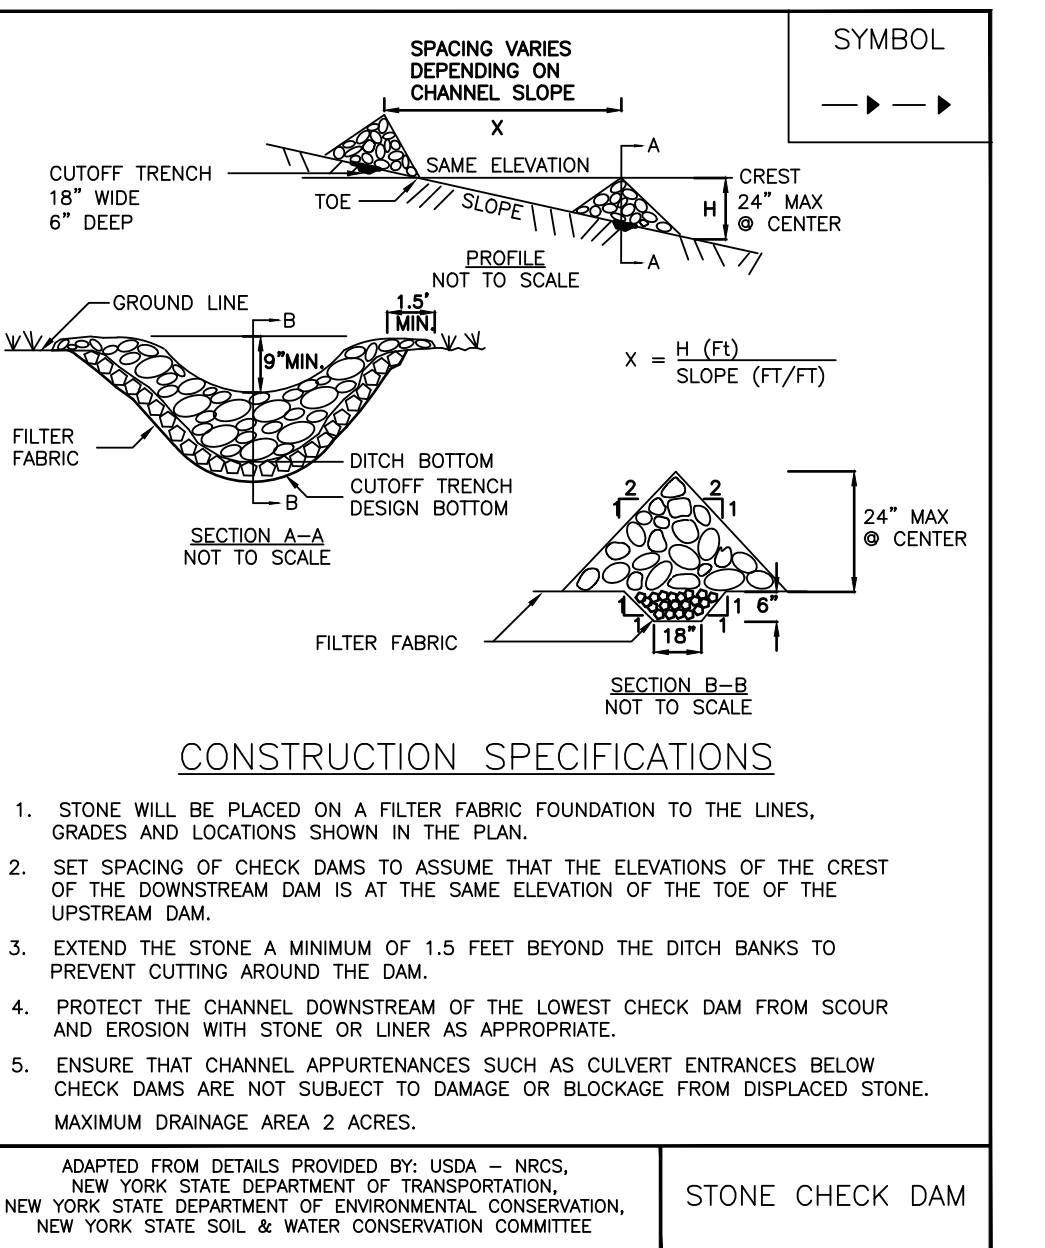 SYMBOL
SPACING VARIES
DEPENDING ON
CHANNEL SLOPE
X
A
CUTOFF TRENCH
18" WIDE
6" DEEP
SAME ELEVATION
TOE
SLOPE
H
CREST
24" MAX
@ CENTER
A
PROFILE
NOT TO SCALE
GROUND LINE
B
1.5'
MIN.
9"MIN.
X = H (Ft)
SLOPE (FT/FT)
FILTER
FABRIC
DITCH BOTTOM
CUTOFF TRENCH
DESIGN BOTTOM
B
SECTION A-A
NOT TO SCALE
2
1
2
1
24" MAX
@ CENTER
1
1
1
1
6"
18"
FILTER FABRIC
SECTION B-B
NOT TO SCALE
CONSTRUCTION SPECIFICATIONS
1. STONE WILL BE PLACED ON A FILTER FABRIC FOUNDATION TO THE LINES,
GRADES AND LOCATIONS SHOWN IN THE PLAN.
2. SET SPACING OF CHECK DAMS TO ASSUME THAT THE ELEVATIONS OF THE CREST
OF THE DOWNSTREAM DAM IS AT THE SAME ELEVATION OF THE TOE OF THE
UPSTREAM DAM.
3. EXTEND THE STONE A MINIMUM OF 1.5 FEET BEYOND THE DITCH BANKS TO
PREVENT CUTTING AROUND THE DAM.
4. PROTECT THE CHANNEL DOWNSTREAM OF THE LOWEST CHECK DAM FROM SCOUR
AND EROSION WITH STONE OR LINER AS APPROPRIATE.
5. ENSURE THAT CHANNEL APPURTENANCES SUCH AS CULVERT ENTRANCES BELOW
CHECK DAMS ARE NOT SUBJECT TO DAMAGE OR BLOCKAGE FROM DISPLACED STONE.
MAXIMUM DRAINAGE AREA 2 ACRES.
ADAPTED FROM DETAILS PROVIDED BY: USDA - NRCS,
NEW YORK STATE DEPARTMENT OF TRANSPORTATION,
NEW YORK STATE DEPARTMENT OF ENVIRONMENTAL CONSERVATION,
NEW YORK STATE SOIL & WATER CONSERVATION COMMITTEE
STONE CHECK DAM